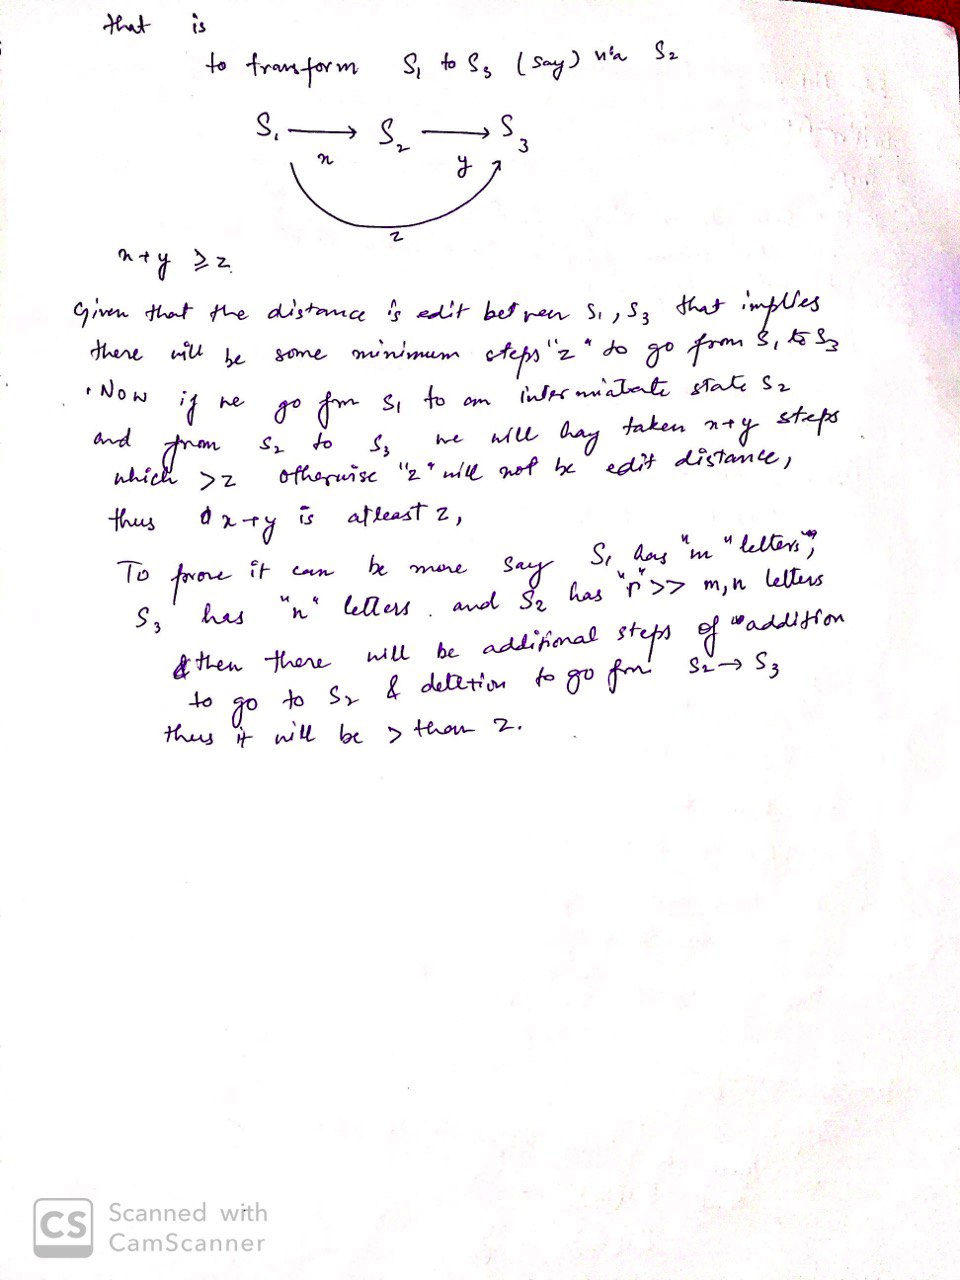 that is
to transform S₁ to S₃ (say) via S₂
S₁ → S₂ → S₃
x y
z
x+y ≥ z
Given that the distance is edit between S₁, S₃ that implies
there will be some minimum steps "z" to go from S₁ to S₃
. Now if we go from S₁ to an intermiatate state S₂
and from S₂ to S₃ we will hav taken x+y steps
which > z otherwise "z" will not be edit distance,
thus x+y is atleast z,
To prove it can be more say S₁ has "m" letters,
S₃ has "n" letters. and S₂ has "r" >> m,n letters
then there will be additional steps of addition
to go to S₂ & deletion to go from S₂ → S₃
thus it will be > than z.
CS Scanned with
CamScanner